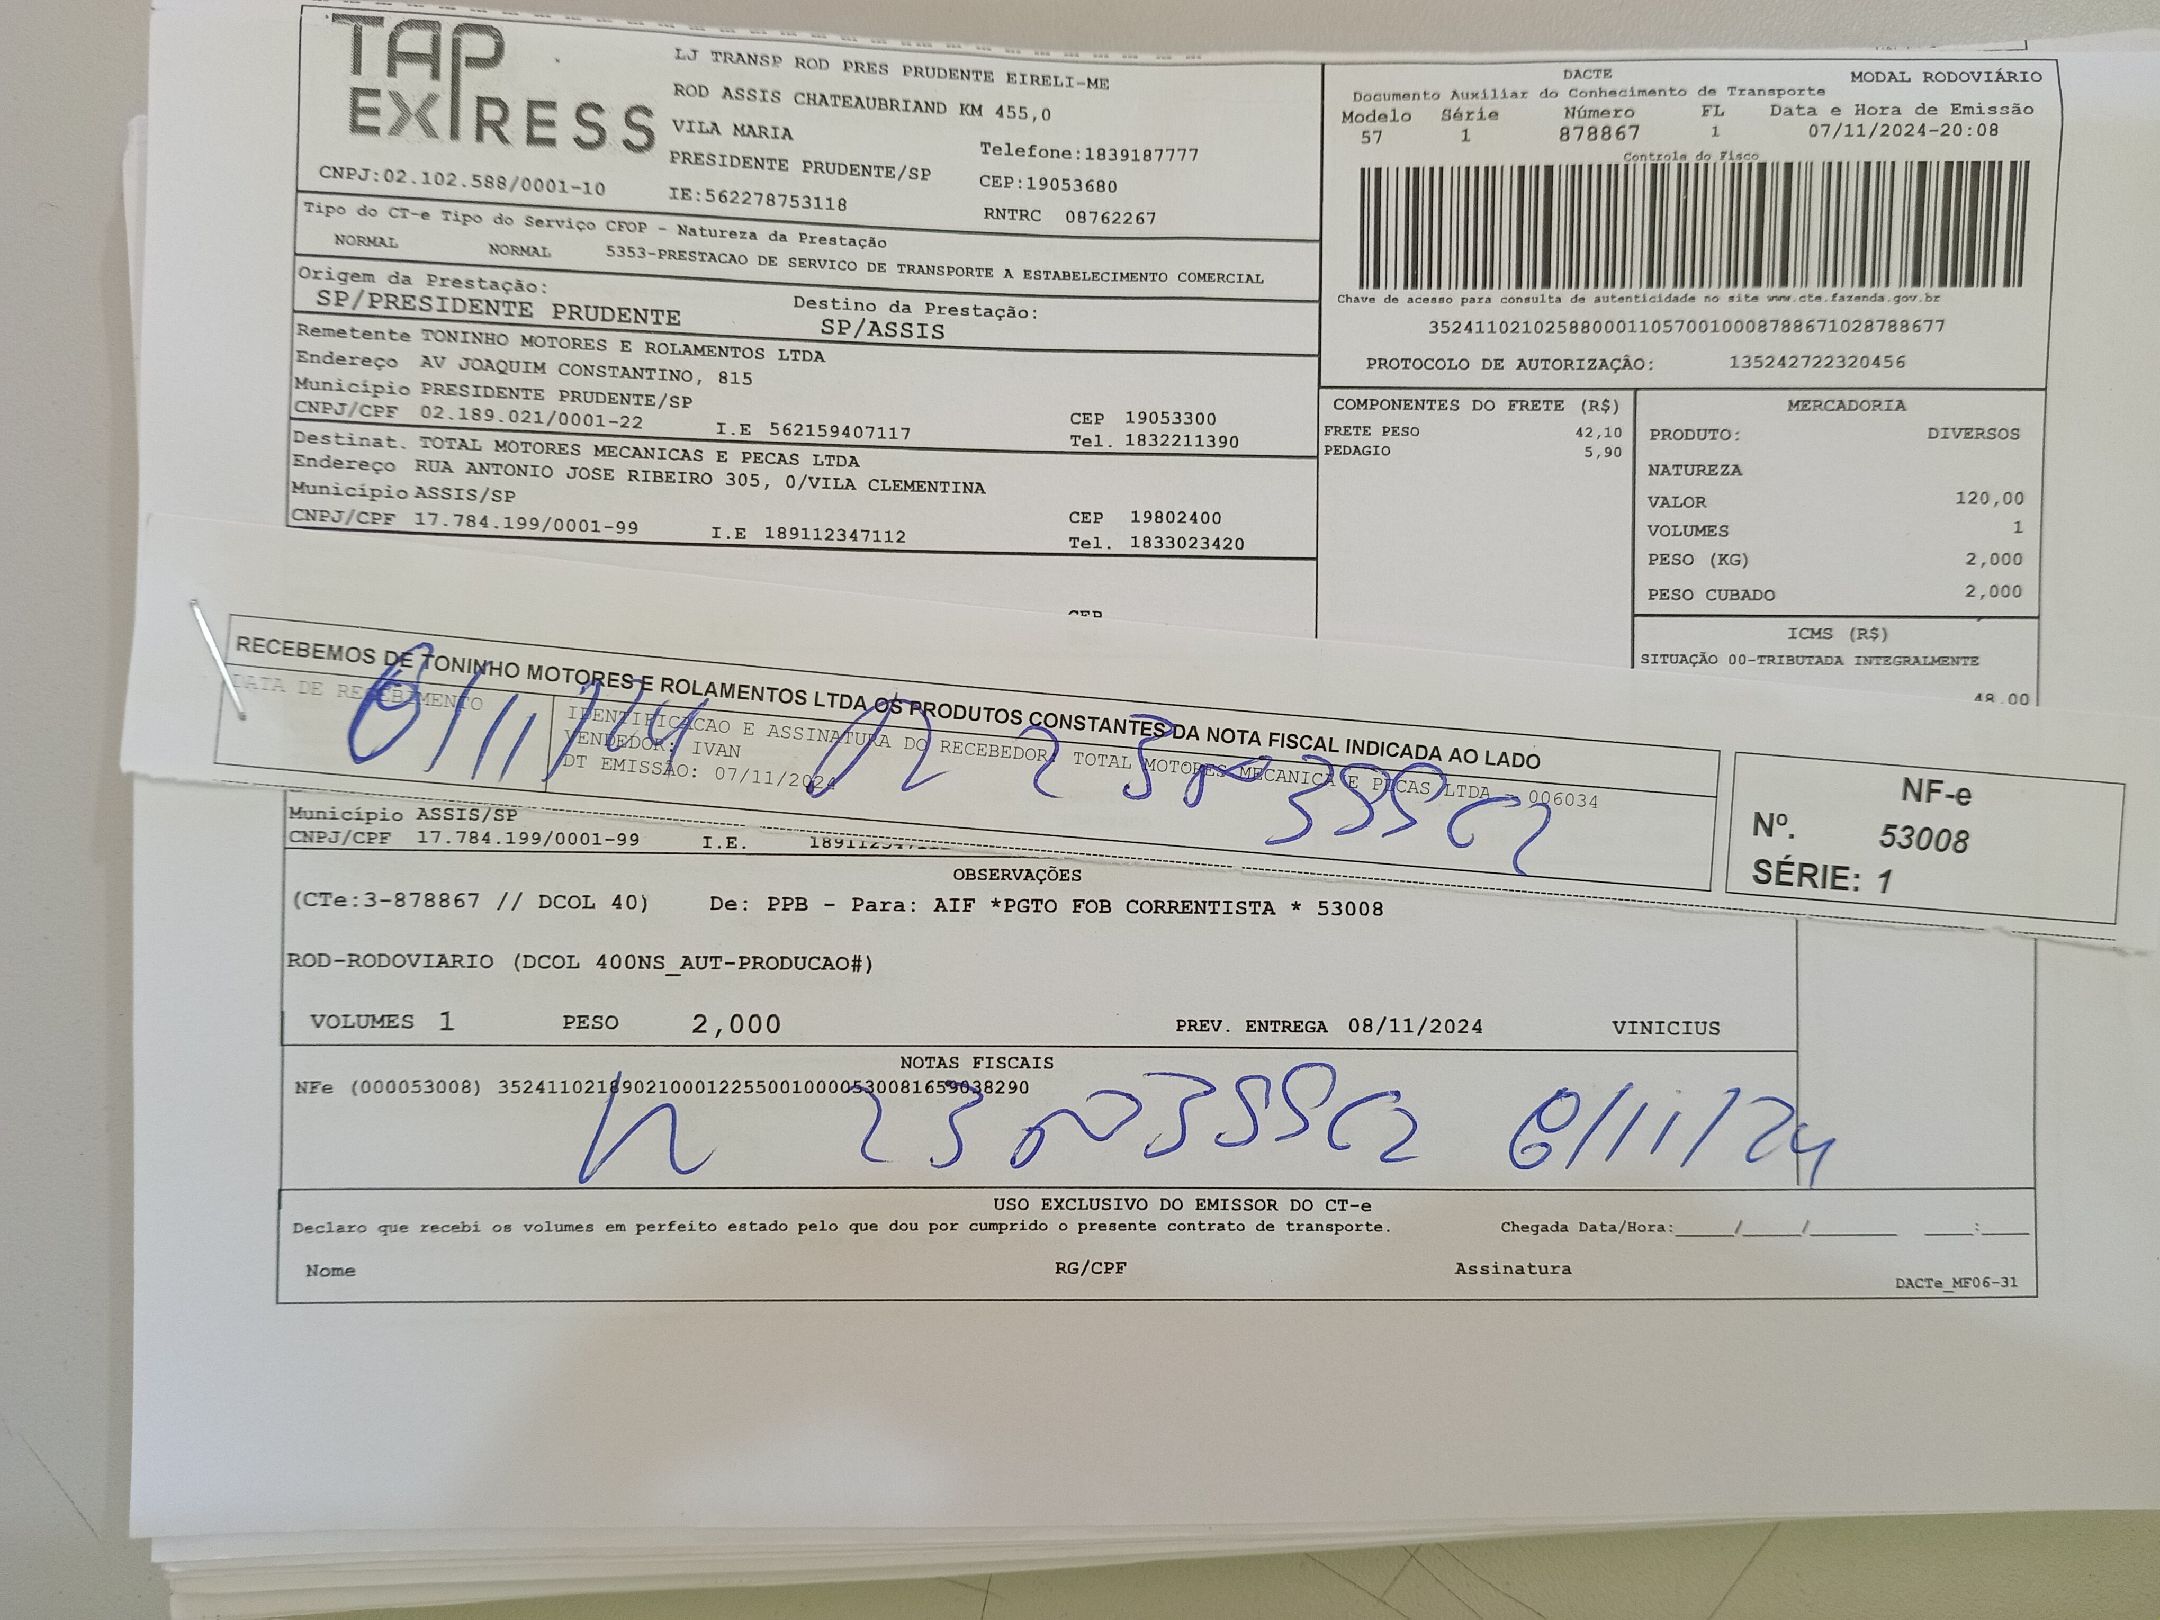 TAP
EXPRESS
CNPJ:02.102.588/0001-10
LJ TRANSP ROD PRES PRUDENTE EIRELI-ME
ROD ASSIS CHATEAUBRIAND KM 455,0
VILA MARIA
Telefone:1839187777
PRESIDENTE PRUDENTE/SP
CEP:19053680
IE:562278753118
RNTRC 08762267
DACTE
MODAL RODOVIÁRIO
Documento Auxiliar do Conhecimento de Transporte
Modelo Série Número FL Data e Hora de Emissão
57 1 878867 1 07/11/2024-20:08
Controle do Fisco
Chave de acesso para consulta de autenticidade no site www.cte.fazenda.gov.br
35241102102588000110570010008788671028788677
PROTOCOLO DE AUTORIZAÇÃO: 135242722320456
Tipo do CT-e Tipo do Serviço CFOP - Natureza da Prestação
NORMAL NORMAL 5353-PRESTACAO DE SERVICO DE TRANSPORTE A ESTABELECIMENTO COMERCIAL
Origem da Prestação:
SP/PRESIDENTE PRUDENTE
Destino da Prestação:
SP/ASSIS
Remetente TONINHO MOTORES E ROLAMENTOS LTDA
Endereço AV JOAQUIM CONSTANTINO, 815
Município PRESIDENTE PRUDENTE/SP CEP 19053300
CNPJ/CPF 02.189.021/0001-22 I.E 562159407117 Tel. 1832211390
Destinat. TOTAL MOTORES MECANICAS E PECAS LTDA
Endereço RUA ANTONIO JOSE RIBEIRO 305, 0/VILA CLEMENTINA
Município ASSIS/SP CEP 19802400
CNPJ/CPF 17.784.199/0001-99 I.E 189112347112 Tel. 1833023420
COMPONENTES DO FRETE (R$)
FRETE PESO 42,10
PEDAGIO 5,90
MERCADORIA
PRODUTO: DIVERSOS
NATUREZA
VALOR 120,00
VOLUMES 1
PESO (KG) 2,000
PESO CUBADO 2,000
ICMS (R$)
SITUAÇÃO 00-TRIBUTADA INTEGRALMENTE
48,00
RECEBEMOS DE TONINHO MOTORES E ROLAMENTOS LTDA OS PRODUTOS CONSTANTES DA NOTA FISCAL INDICADA AO LADO
DATA DE RECEBIMENTO
IDENTIFICACAO E ASSINATURA DO RECEBEDOR: TOTAL MOTORES MECANICA E PECAS LTDA - 006034
VENDEDOR: IVAN
DT EMISSÃO: 07/11/2024
8/11/24
NF-e
Nº. 53008
SÉRIE: 1
Município ASSIS/SP
CNPJ/CPF 17.784.199/0001-99 I.E.
OBSERVAÇÕES
(CTe:3-878867 // DCOL 40) De: PPB - Para: AIF *PGTO FOB CORRENTISTA * 53008
ROD-RODOVIARIO (DCOL 400NS_AUT-PRODUCAO#)
VOLUMES 1 PESO 2,000 PREV. ENTREGA 08/11/2024 VINICIUS
NOTAS FISCAIS
NFe (000053008) 35241102189021000122550010000530081659038290
8/11/24
USO EXCLUSIVO DO EMISSOR DO CT-e
Declaro que recebi os volumes em perfeito estado pelo que dou por cumprido o presente contrato de transporte. Chegada Data/Hora:_____/_____/_______ ____:____
Nome RG/CPF Assinatura
DACTe_MF06-31